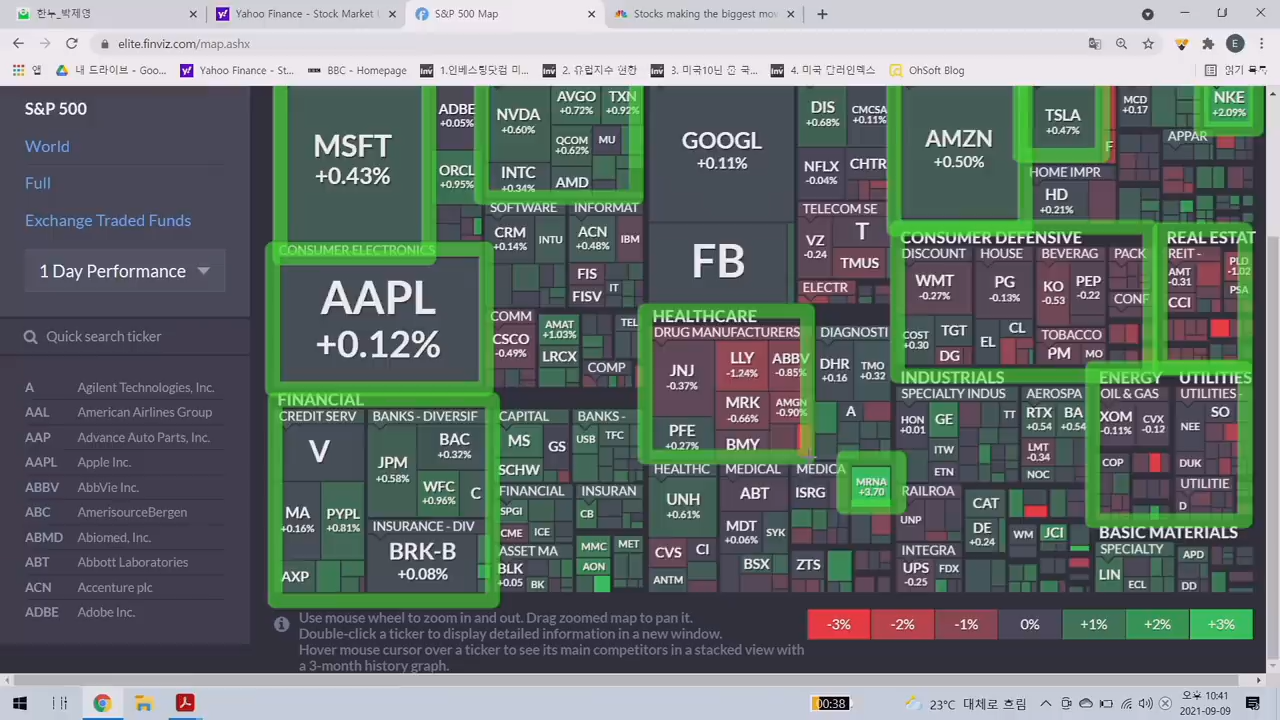 한누_박제영
Yahoo Finance - Stock Market L
S&P 500 Map
Stocks making the biggest mov
elite.finviz.com/map.ashx
앱
내 드라이브 - Goo...
Yahoo Finance - St...
BBC - Homepage
1.인베스팅닷컴 미...
2. 유럽지수 현황
3. 미국10년 준 국...
4. 미국 달러인덱스
OhSoft Blog
읽기 목록
S&P 500
World
Full
Exchange Traded Funds
1 Day Performance
Quick search ticker
A Agilent Technologies, Inc.
AAL American Airlines Group
AAP Advance Auto Parts, Inc.
AAPL Apple Inc.
ABBV AbbVie Inc.
ABC AmerisourceBergen
ABMD Abiomed, Inc.
ABT Abbott Laboratories
ACN Accenture plc
ADBE Adobe Inc.
MSFT
+0.43%
ADBE
+0.05%
ORCL
+0.95%
NVDA
+0.60%
AVGO
+0.72%
TXN
+0.92%
QCOM
+0.62%
MU
INTC
+0.34%
AMD
CONSUMER ELECTRONICS
AAPL
+0.12%
SOFTWARE
CRM
+0.14%
INTU
INFORMAT
ACN
+0.48%
IBM
FIS
IT
FISV
COMM
CSCO
-0.49%
AMAT
+1.03%
LRCX
TEL
COMP
GOOGL
+0.11%
FB
DIS
+0.68%
CMCSA
+0.11%
NFLX
-0.04%
CHTR
TELECOM SE
VZ
-0.24
T
TMUS
ELECTR
AMZN
+0.50%
TSLA
+0.47%
F
MCD
+0.17
NKE
+2.09%
APPAR
HOME IMPR
HD
+0.21%
CONSUMER DEFENSIVE
DISCOUNT
WMT
-0.27%
COST
+0.30
TGT
DG
HOUSE
PG
-0.13%
EL
CL
BEVERAG
KO
-0.53
PEP
-0.22
PACK
CONF
TOBACCO
PM
MO
REAL ESTAT
REIT -
AMT
-0.31
PLD
-1.02
PSA
CCI
FINANCIAL
CREDIT SERV
V
MA
+0.16%
PYPL
+0.81%
AXP
BANKS - DIVERSIF
JPM
+0.58%
BAC
+0.32%
WFC
+0.96%
C
INSURANCE - DIV
BRK-B
+0.08%
CAPITAL
MS
GS
SCHW
BANKS -
USB
TFC
FINANCIAL
SPGI
CME
ICE
INSURAN
CB
MMC
MET
AON
ASSET MA
BLK
+0.05
BK
HEALTHCARE
DRUG MANUFACTURERS
JNJ
-0.37%
LLY
-1.24%
ABBV
-0.85%
MRK
-0.66%
AMGN
-0.90%
PFE
+0.27%
BMY
DIAGNOSTI
DHR
+0.16
TMO
+0.32
A
HEALTHC
UNH
+0.61%
CVS
CI
ANTM
MEDICAL
ABT
MDT
+0.06%
SYK
BSX
MEDICA
ISRG
ZTS
MRNA
+3.70
INDUSTRIALS
SPECIALTY INDUS
HON
+0.01
GE
TT
ITW
ETN
AEROSPA
RTX
+0.54
BA
+0.54
LMT
-0.34
NOC
RAILROA
UNP
CAT
DE
+0.24
WM
JCI
INTEGRA
UPS
-0.25
FDX
ENERGY
OIL & GAS
XOM
-0.11%
CVX
-0.12
COP
UTILITIES
UTILITIES -
SO
NEE
DUK
UTILITIE
D
BASIC MATERIALS
SPECIALTY
LIN
ECL
APD
DD
Use mouse wheel to zoom in and out. Drag zoomed map to pan it.
Double-click a ticker to display detailed information in a new window.
Hover mouse cursor over a ticker to see its main competitors in a stacked view with
a 3-month history graph.
-3% -2% -1% 0% +1% +2% +3%
00:38
23°C 대체로 흐림
오후 10:41
2021-09-09